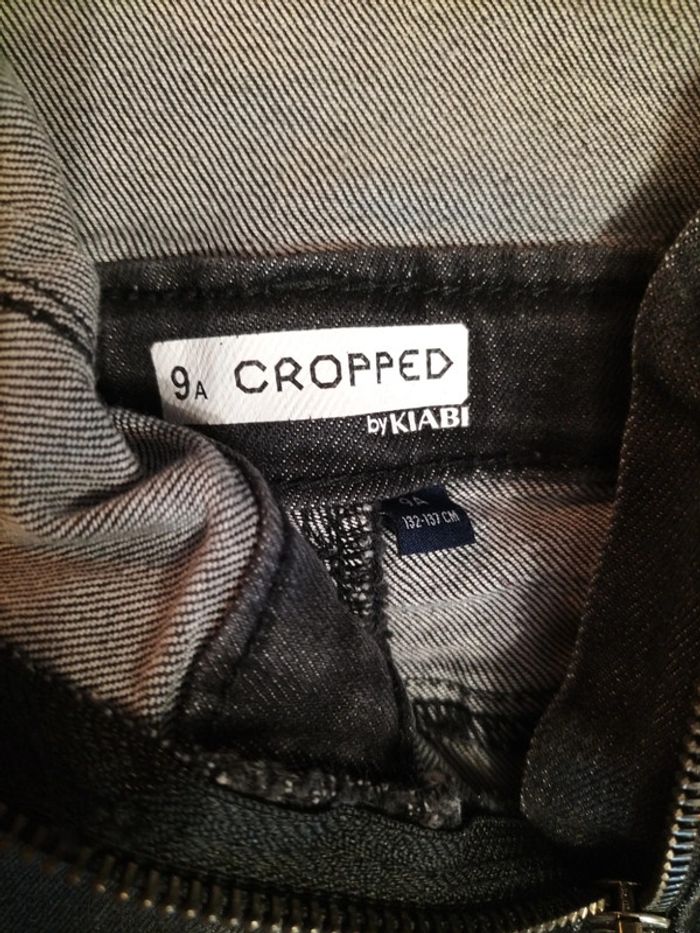 9A CROPPED
by KIABI
9A
132-137 CM